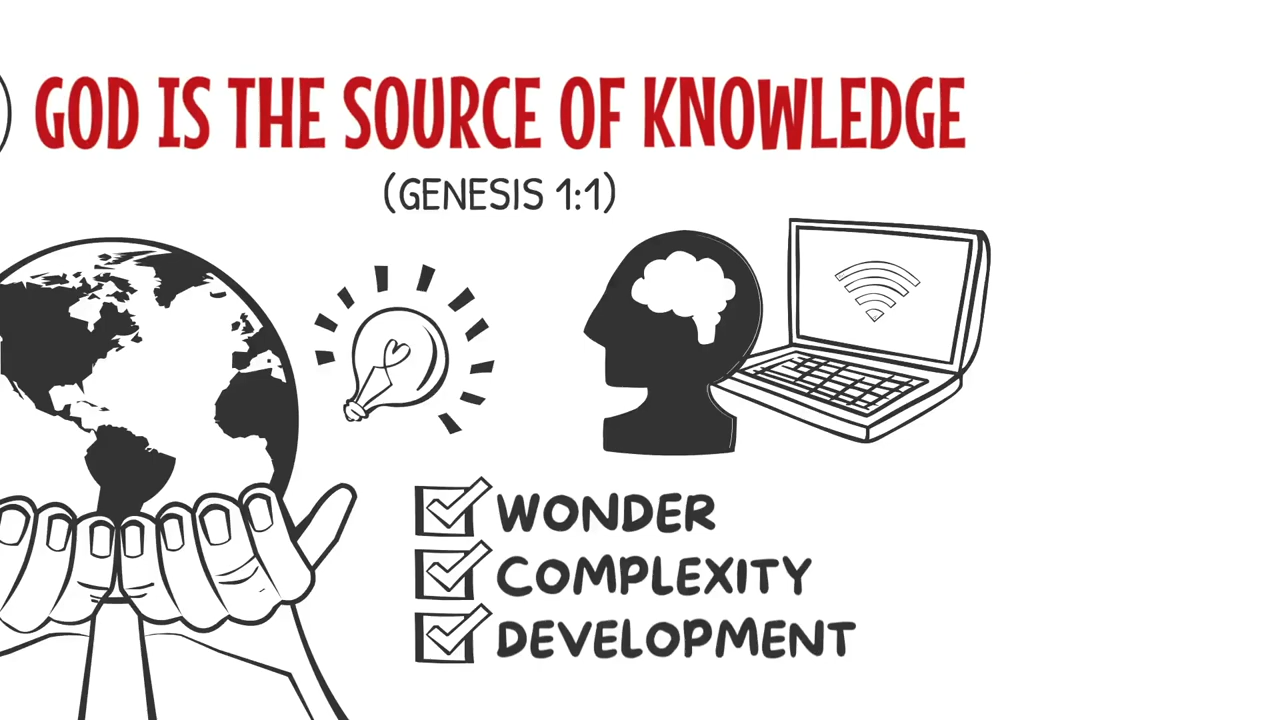 GOD IS THE SOURCE OF KNOWLEDGE
(GENESIS 1:1)
WONDER
COMPLEXITY
DEVELOPMENT